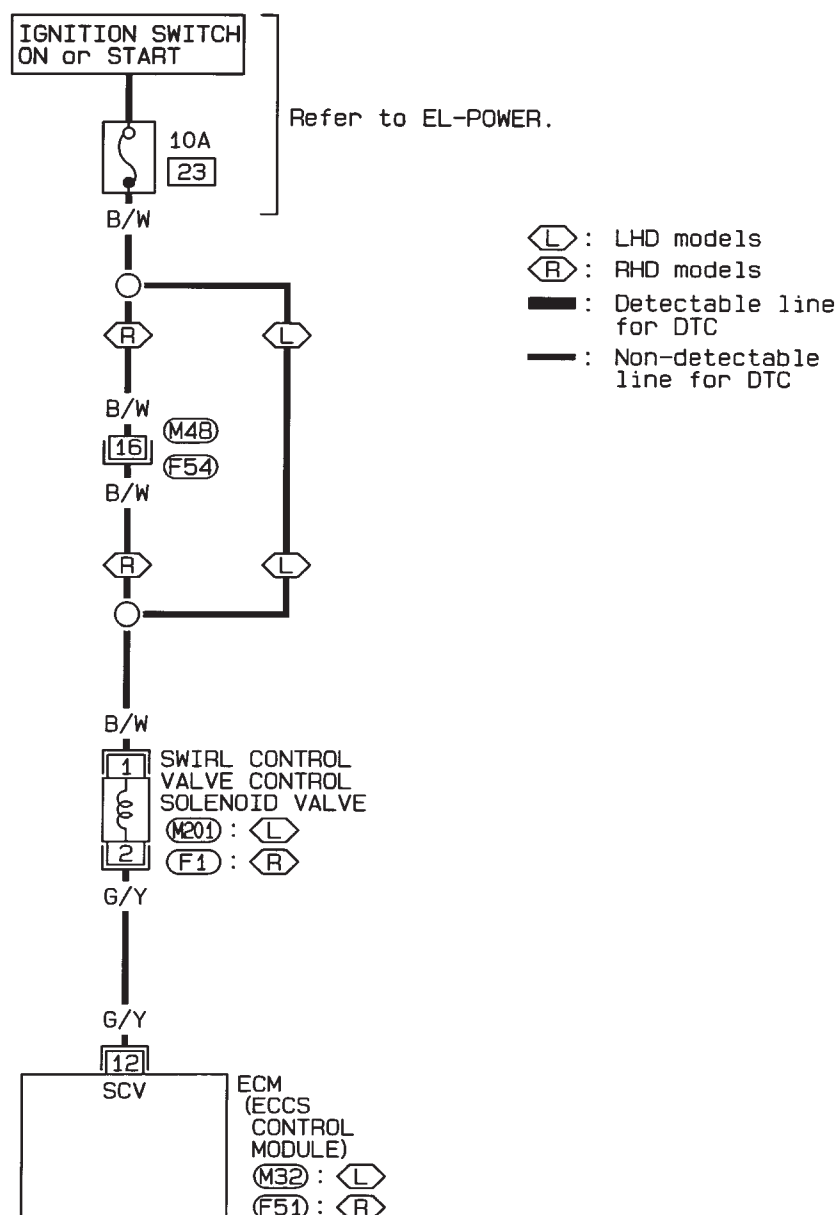 IGNITION SWITCH
ON or START
Refer to EL-POWER.
10A
23
B/W
L : LHD models
R : RHD models
: Detectable line
for DTC
: Non-detectable
line for DTC
R
L
B/W
16
M48
F54
B/W
R
L
B/W
1
SWIRL CONTROL
VALVE CONTROL
SOLENOID VALVE
M201 : L
2
F1 : R
G/Y
G/Y
12
SCV
ECM
(ECCS
CONTROL
MODULE)
M32 : L
F51 : R